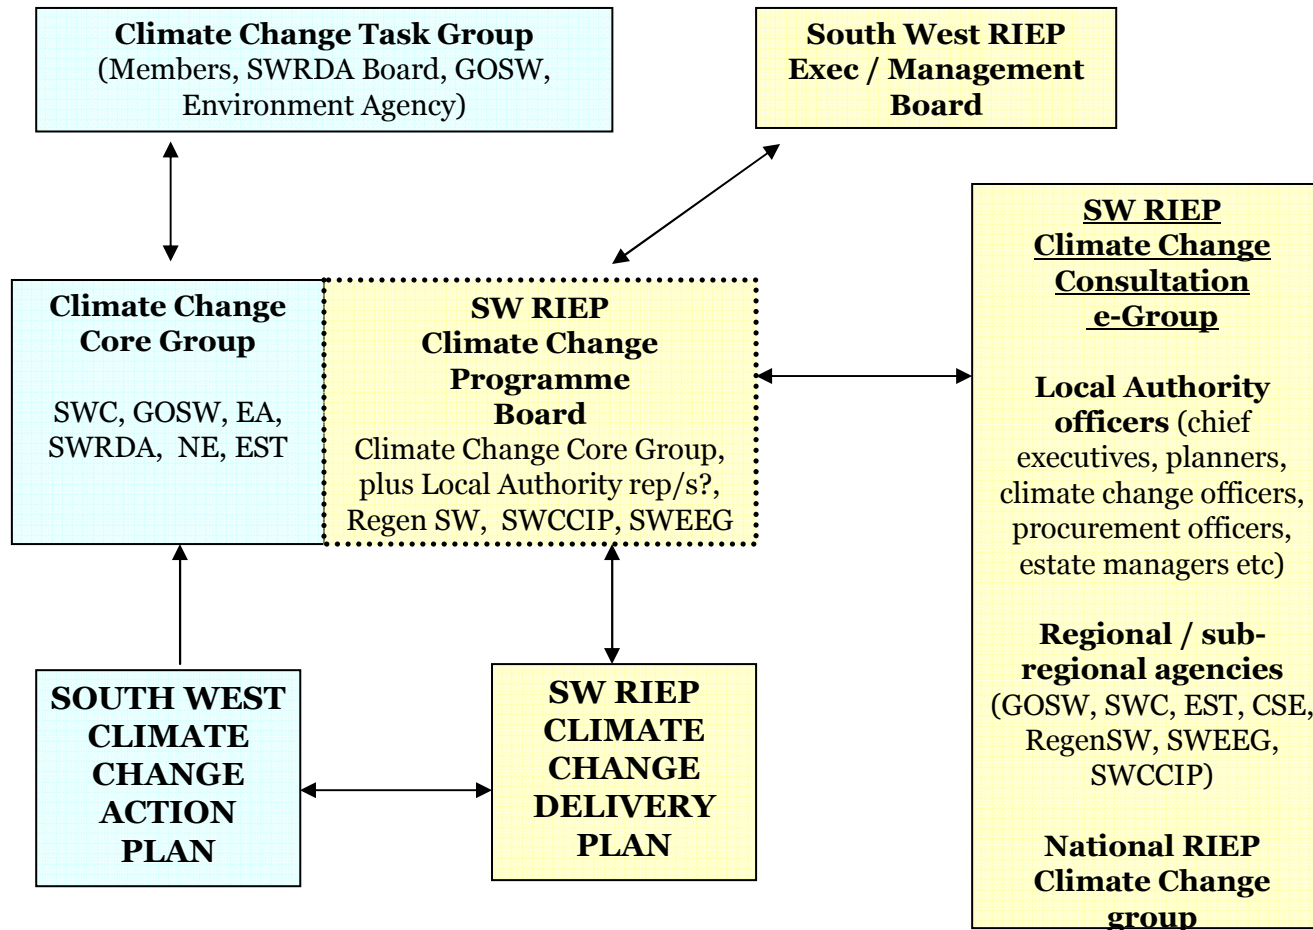 Climate Change Task Group
(Members, SWRDA Board, GOSW,
Environment Agency)
South West RIEP
Exec / Management
Board
Climate Change
Core Group
SWC, GOSW, EA,
SWRDA, NE, EST
SW RIEP
Climate Change
Programme
Board
Climate Change Core Group,
plus Local Authority rep/s?,
Regen SW, SWCCIP, SWEEG
SW RIEP
Climate Change
Consultation
e-Group
Local Authority
officers (chief
executives, planners,
climate change officers,
procurement officers,
estate managers etc)
Regional / sub-
regional agencies
(GOSW, SWC, EST, CSE,
RegenSW, SWEEG,
SWCCIP)
National RIEP
Climate Change
group
SOUTH WEST
CLIMATE
CHANGE
ACTION
PLAN
SW RIEP
CLIMATE
CHANGE
DELIVERY
PLAN